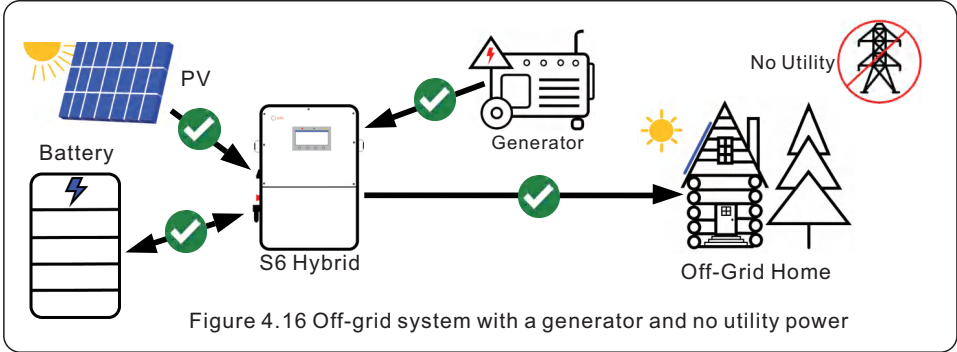 No Utility
PV
Generator
Battery
S6 Hybrid
Off-Grid Home
Figure 4.16 Off-grid system with a generator and no utility power